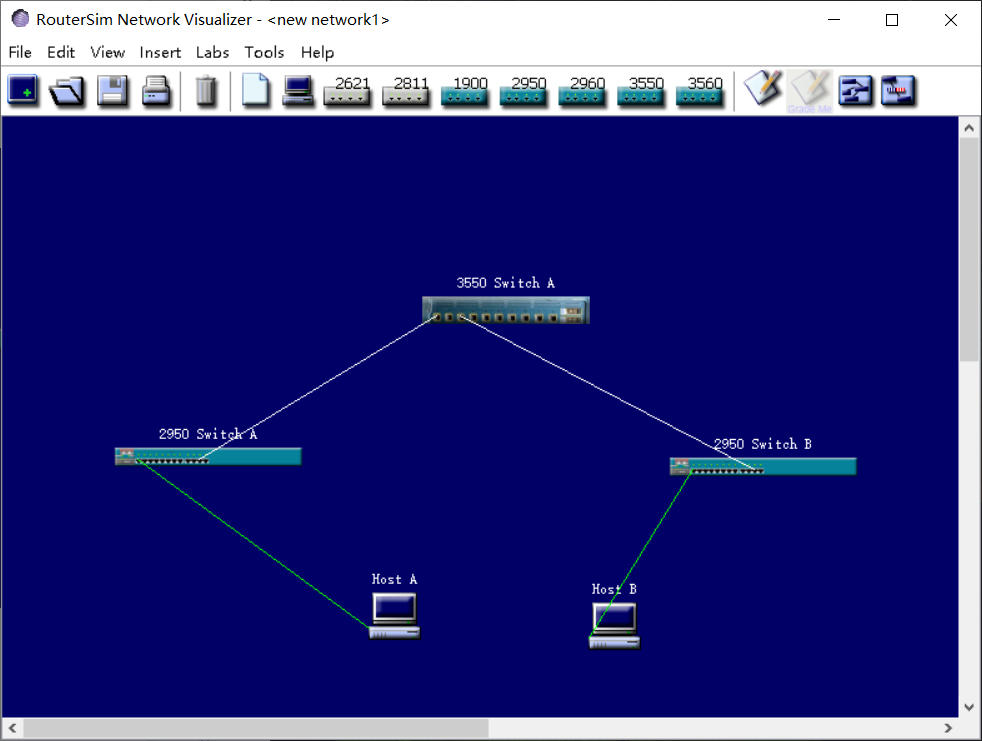 RouterSim Network Visualizer - <new network1>
File Edit View Insert Labs Tools Help
2621 2811 1900 2950 2960 3550 3560
Grade Me
3550 Switch A
2950 Switch A
2950 Switch B
Host A
Host B